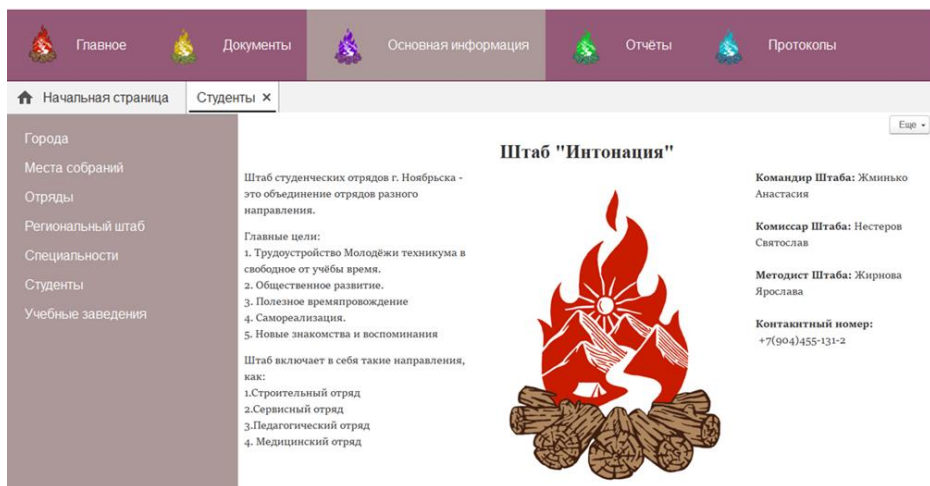 Главное
Документы
Основная информация
Отчёты
Протоколы
Начальная страница
Студенты ×
Еще
Города
Места собраний
Отряды
Региональный штаб
Специальности
Студенты
Учебные заведения
Штаб "Интонация"
Штаб студенческих отрядов г. Ноябрьска -
это объединение отрядов разного
направления.
Главные цели:
1. Трудоустройство Молодёжи техникума в
свободное от учёбы время.
2. Общественное развитие.
3. Полезное времяпровождение
4. Самореализация.
5. Новые знакомства и воспоминания
Штаб включает в себя такие направления,
как:
1.Строительный отряд
2.Сервисный отряд
3.Педагогический отряд
4. Медицинский отряд
Командир Штаба: Жминько
Анастасия
Комиссар Штаба: Нестеров
Святослав
Методист Штаба: Жирнова
Ярослава
Контакитный номер:
+7(904)455-131-2